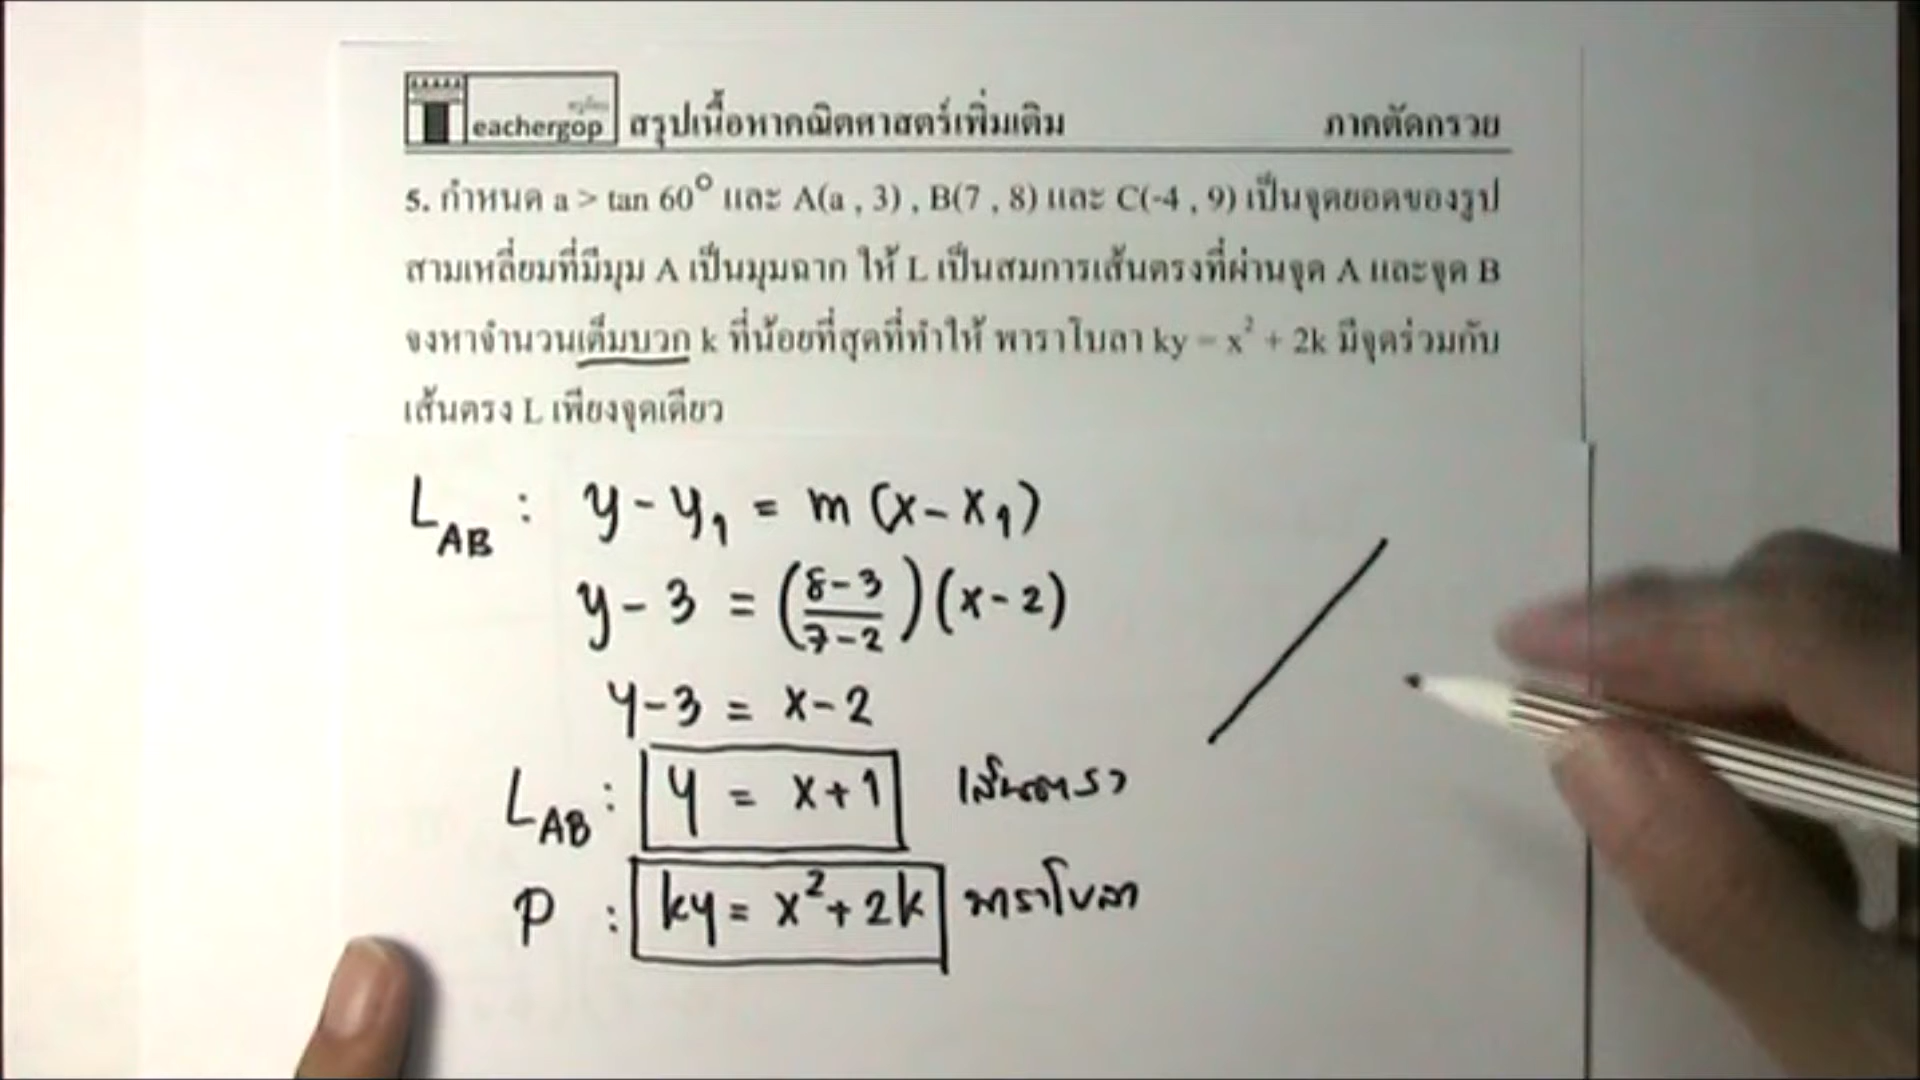 ครูก๊อบ
eachergop สรุปเนื้อหาคณิตศาสตร์เพิ่มเติม ภาคตัดกรวย
5. กำหนด a > tan 60° และ A(a , 3) , B(7 , 8) และ C(-4 , 9) เป็นจุดยอดของรูป
สามเหลี่ยมที่มีมุม A เป็นมุมฉาก ให้ L เป็นสมการเส้นตรงที่ผ่านจุด A และจุด B
จงหาจำนวนเต็มบวก k ที่น้อยที่สุดที่ทำให้ พาราโบลา ky = x² + 2k มีจุดร่วมกับ
เส้นตรง L เพียงจุดเดียว
L_AB : y - y₁ = m (x - x₁)
y - 3 = (8-3/7-2)(x-2)
y-3 = x-2
L_AB : y = x+1 เส้นตรง
P : ky = x²+2k พาราโบลา